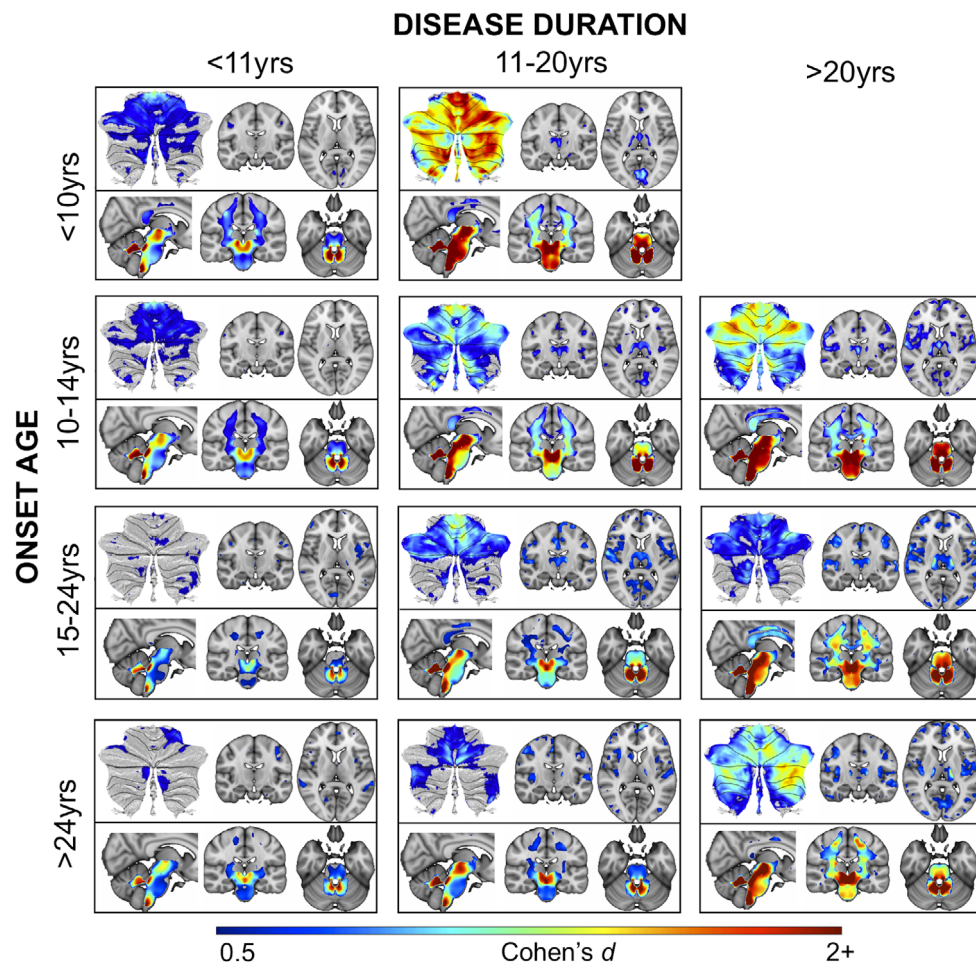 DISEASE DURATION
<11yrs
11-20yrs
>20yrs
ONSET AGE
<10yrs
10-14yrs
15-24yrs
>24yrs
0.5
Cohen's d
2+